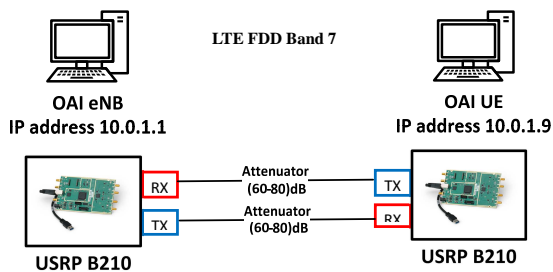 LTE FDD Band 7
OAI eNB
IP address 10.0.1.1
OAI UE
IP address 10.0.1.9
RX
Attenuator
(60-80)dB
TX
TX
Attenuator
(60-80)dB
RX
USRP B210
USRP B210